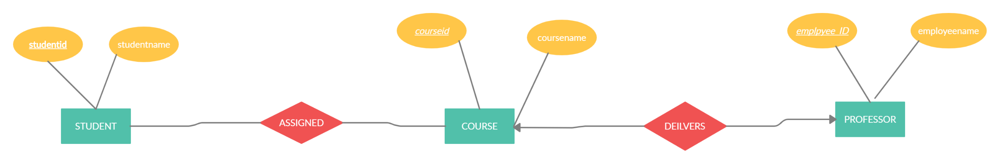 studentid
studentname
courseid
coursename
emplpyee_ID
employeename
STUDENT
ASSIGNED
COURSE
DEILVERS
PROFESSOR